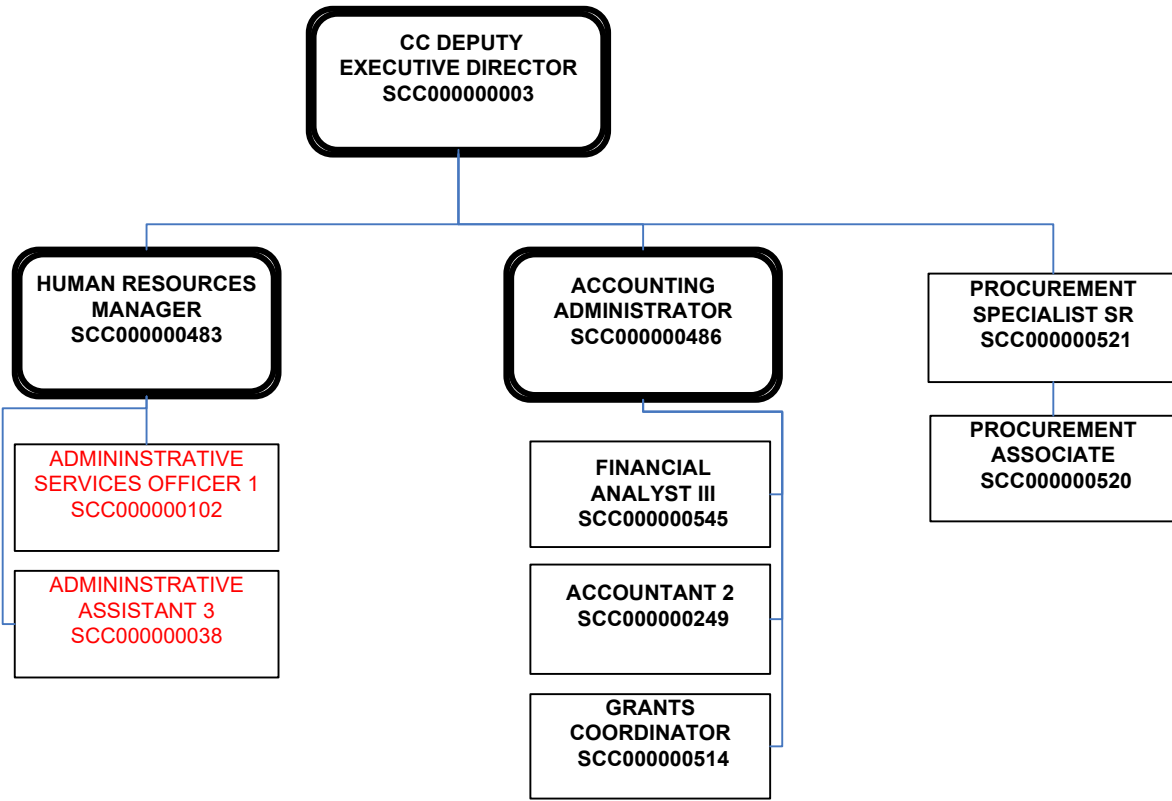 CC DEPUTY
EXECUTIVE DIRECTOR
SCC000000003
HUMAN RESOURCES
MANAGER
SCC000000483
ACCOUNTING
ADMINISTRATOR
SCC000000486
PROCUREMENT
SPECIALIST SR
SCC000000521
ADMININSTRATIVE
SERVICES OFFICER 1
SCC000000102
FINANCIAL
ANALYST III
SCC000000545
PROCUREMENT
ASSOCIATE
SCC000000520
ADMININSTRATIVE
ASSISTANT 3
SCC000000038
ACCOUNTANT 2
SCC000000249
GRANTS
COORDINATOR
SCC000000514